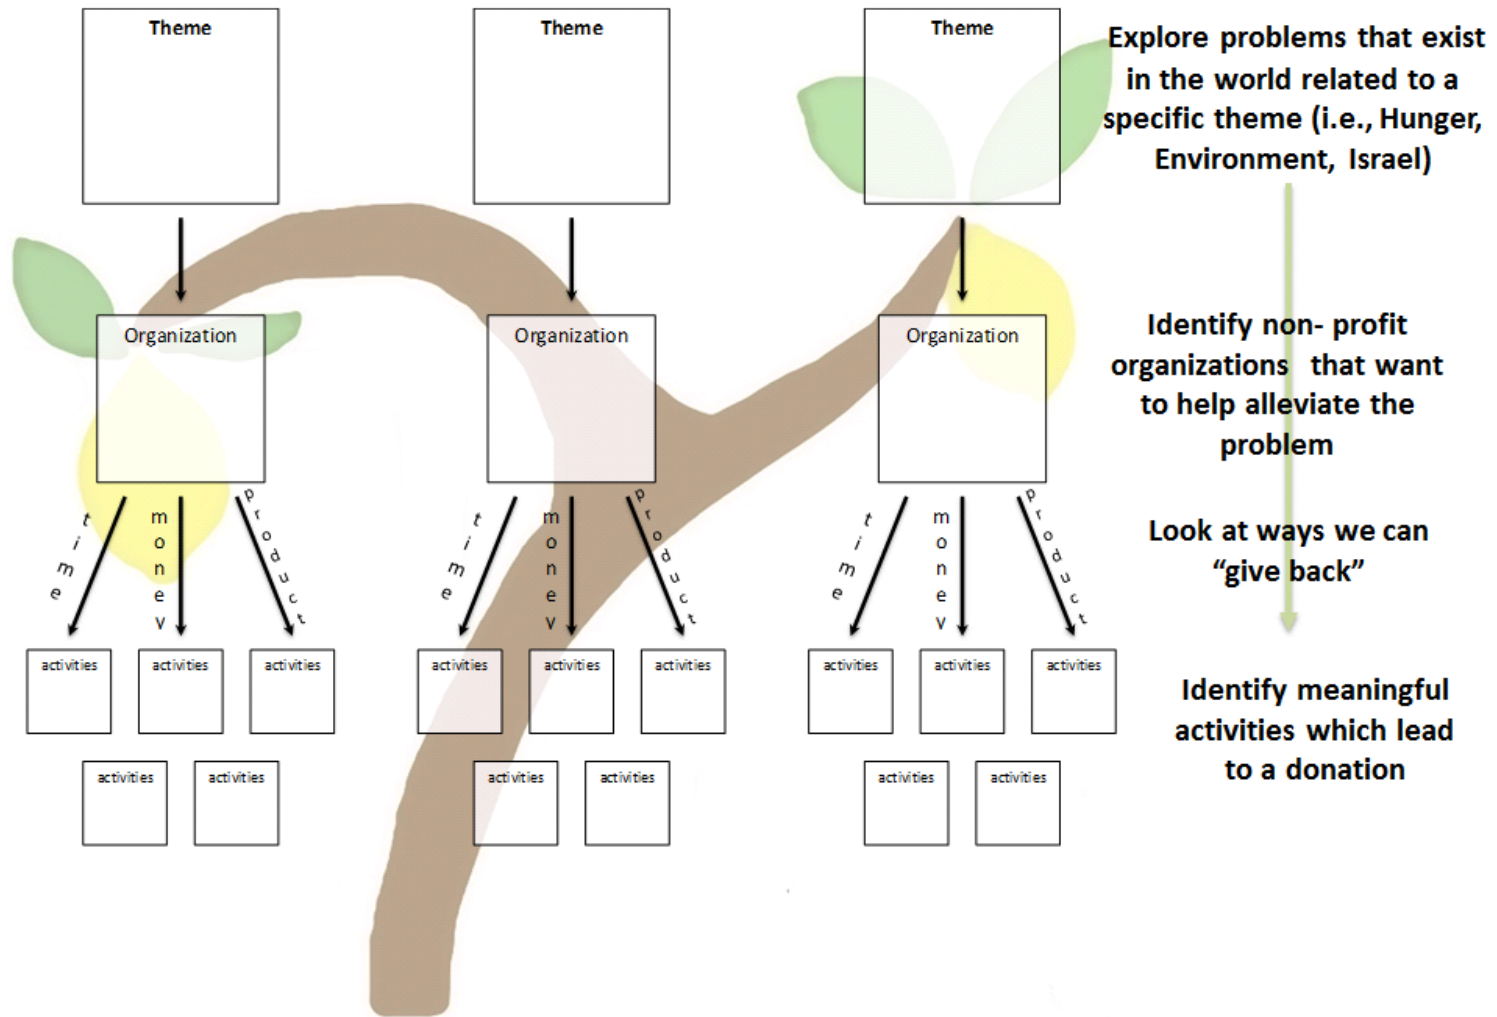 Theme
Theme
Theme
Explore problems that exist
in the world related to a
specific theme (i.e., Hunger,
Environment, Israel)
Organization
Organization
Organization
Identify non- profit
organizations that want
to help alleviate the
problem
time
money
product
time
money
product
time
money
product
Look at ways we can
“give back”
activities
activities
activities
activities
activities
activities
activities
activities
activities
Identify meaningful
activities which lead
to a donation
activities
activities
activities
activities
activities
activities